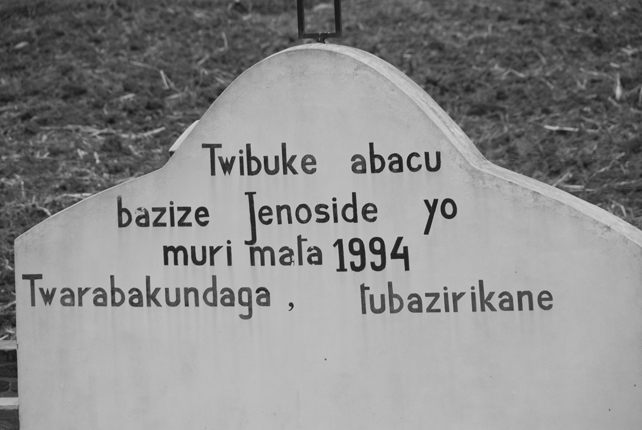 Twibuke abacu
bazize Jenoside yo
muri mata 1994
Twarabakundaga , tubazirikane